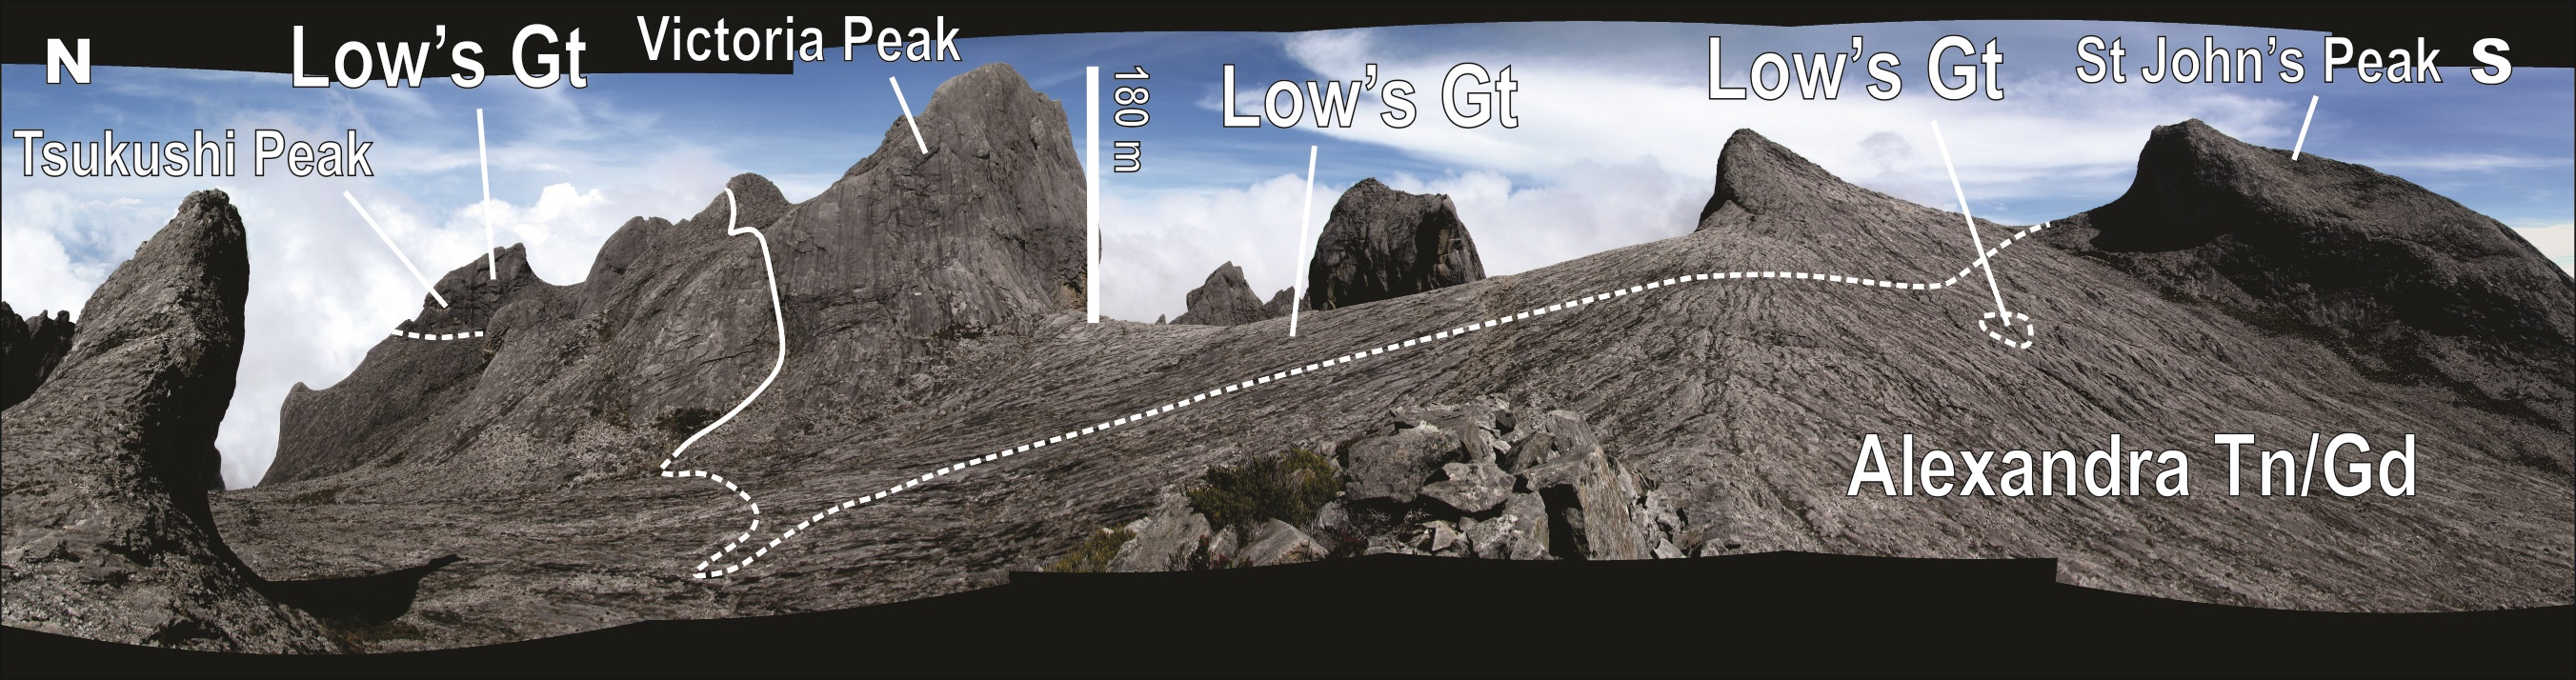 N
Low's Gt
Victoria Peak
Tsukushi Peak
180 m
Low's Gt
Low's Gt
St John's Peak
S
Alexandra Tn/Gd